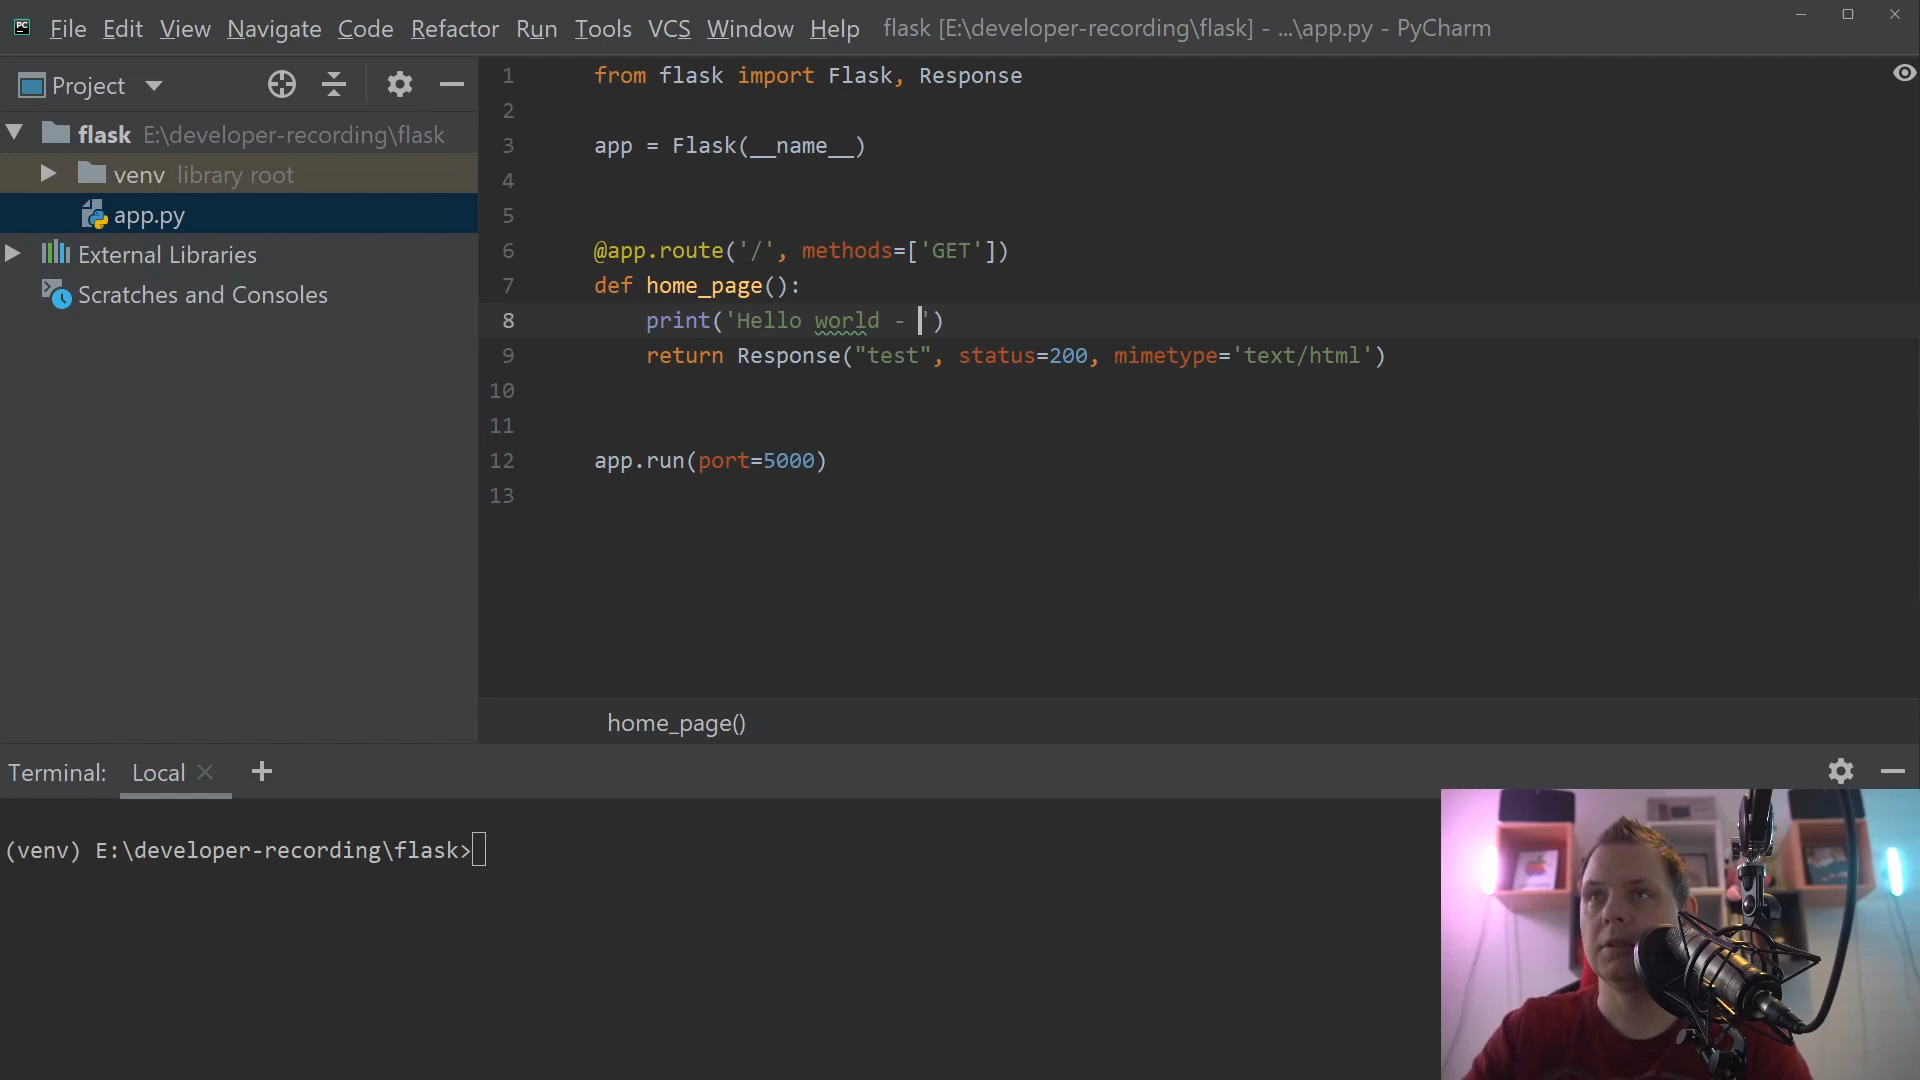 PC File Edit View Navigate Code Refactor Run Tools VCS Window Help flask [E:\developer-recording\flask] - ...\app.py - PyCharm
Project
flask E:\developer-recording\flask
venv library root
app.py
External Libraries
Scratches and Consoles
1 from flask import Flask, Response
2
3 app = Flask(__name__)
4
5
6 @app.route('/', methods=['GET'])
7 def home_page():
8     print('Hello world - ')
9     return Response("test", status=200, mimetype='text/html')
10
11
12 app.run(port=5000)
13
home_page()
Terminal: Local
(venv) E:\developer-recording\flask>